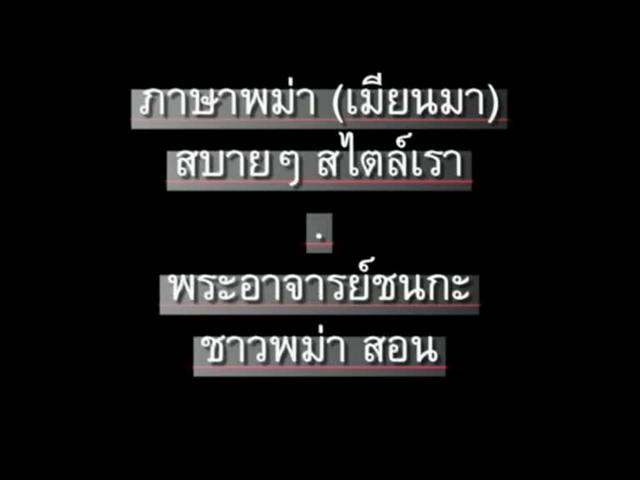 ภาษาพม่า (เมียนมา)
สบายๆ สไตล์เรา
.
พระอาจารย์ชนกะ
ชาวพม่า สอน